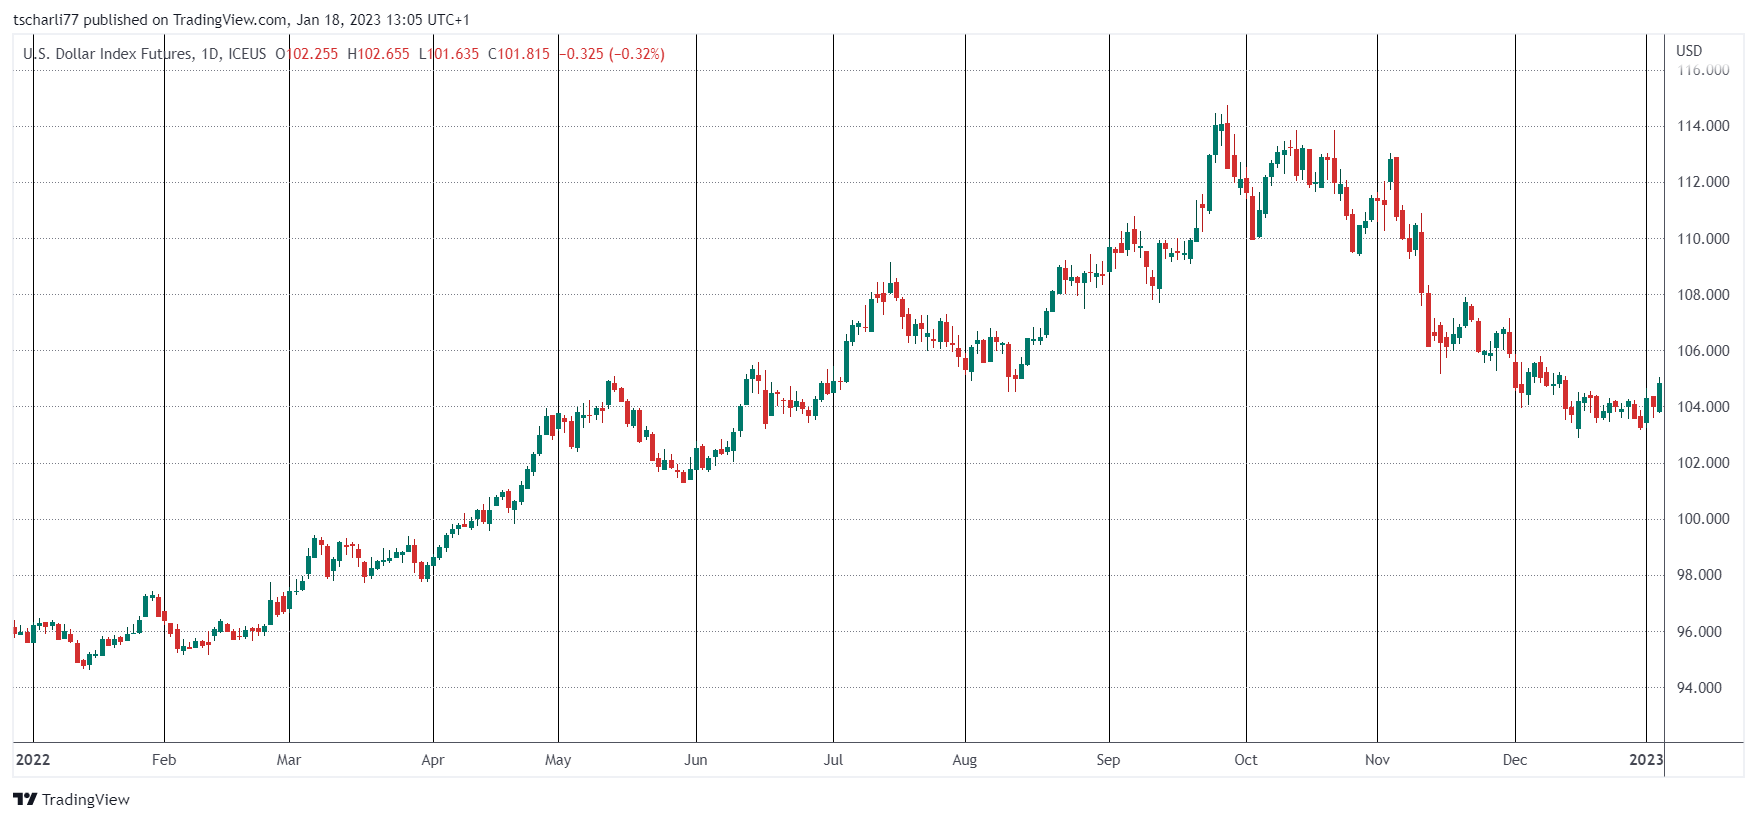 tscharli77 published on TradingView.com, Jan 18, 2023 13:05 UTC+1
U.S. Dollar Index Futures, 1D, ICEUS O102.255 H102.655 L101.635 C101.815 −0.325 (−0.32%)
USD
116.000
114.000
112.000
110.000
108.000
106.000
104.000
102.000
100.000
98.000
96.000
94.000
2022 Feb Mar Apr May Jun Jul Aug Sep Oct Nov Dec 2023
TradingView